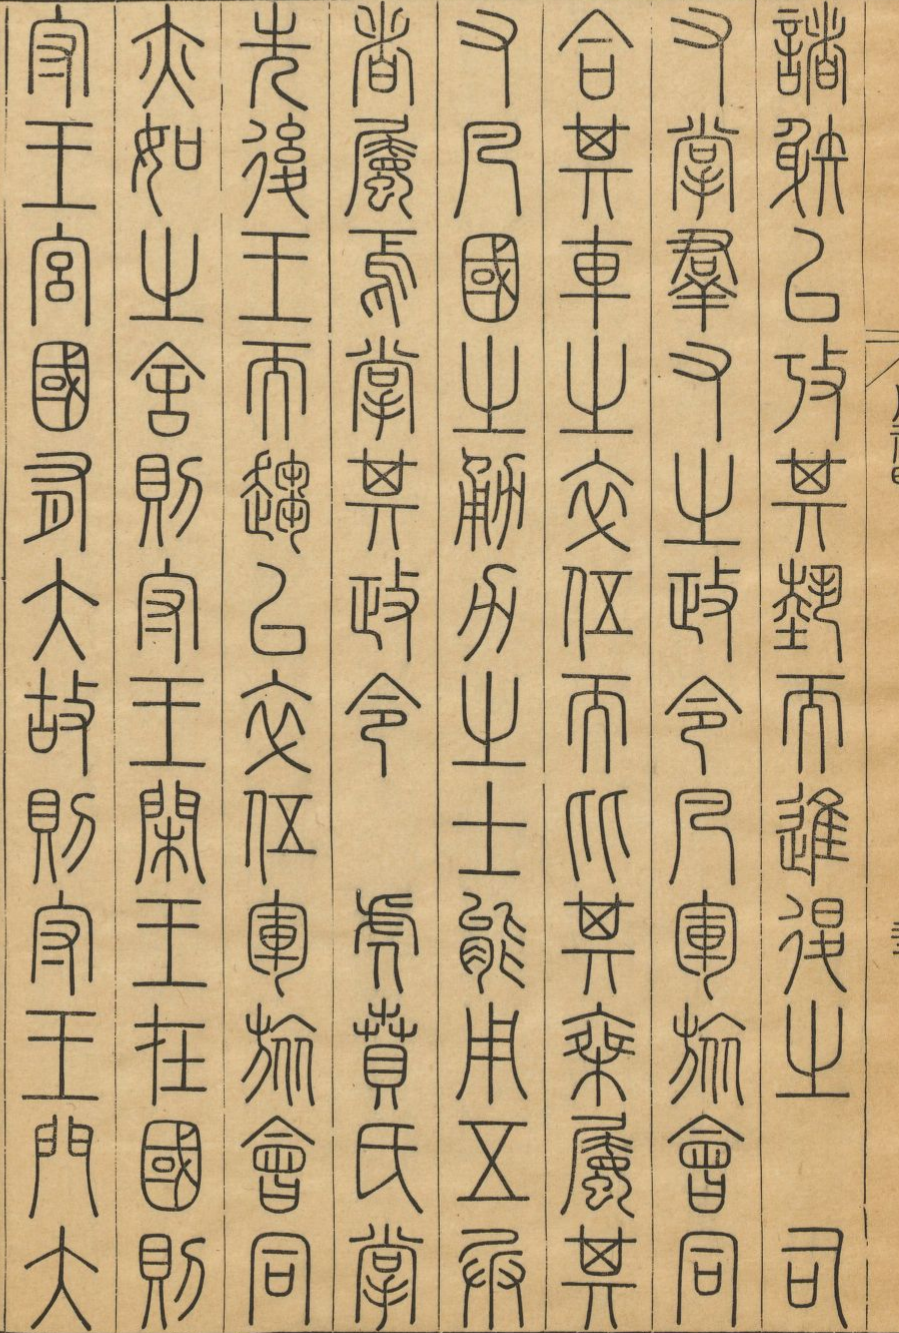 諸射以攷其藝而進退之　司
右掌羣右之政令凡軍旅會同
合其車之卒伍而比其乘屬其
右凡國之勇力之士能用五兵
者屬焉掌其政令　虎賁氏掌
先後王而趨以卒伍軍旅會同
亦如之舍則守王閑王在國則
守王宮國有大故則守王門大